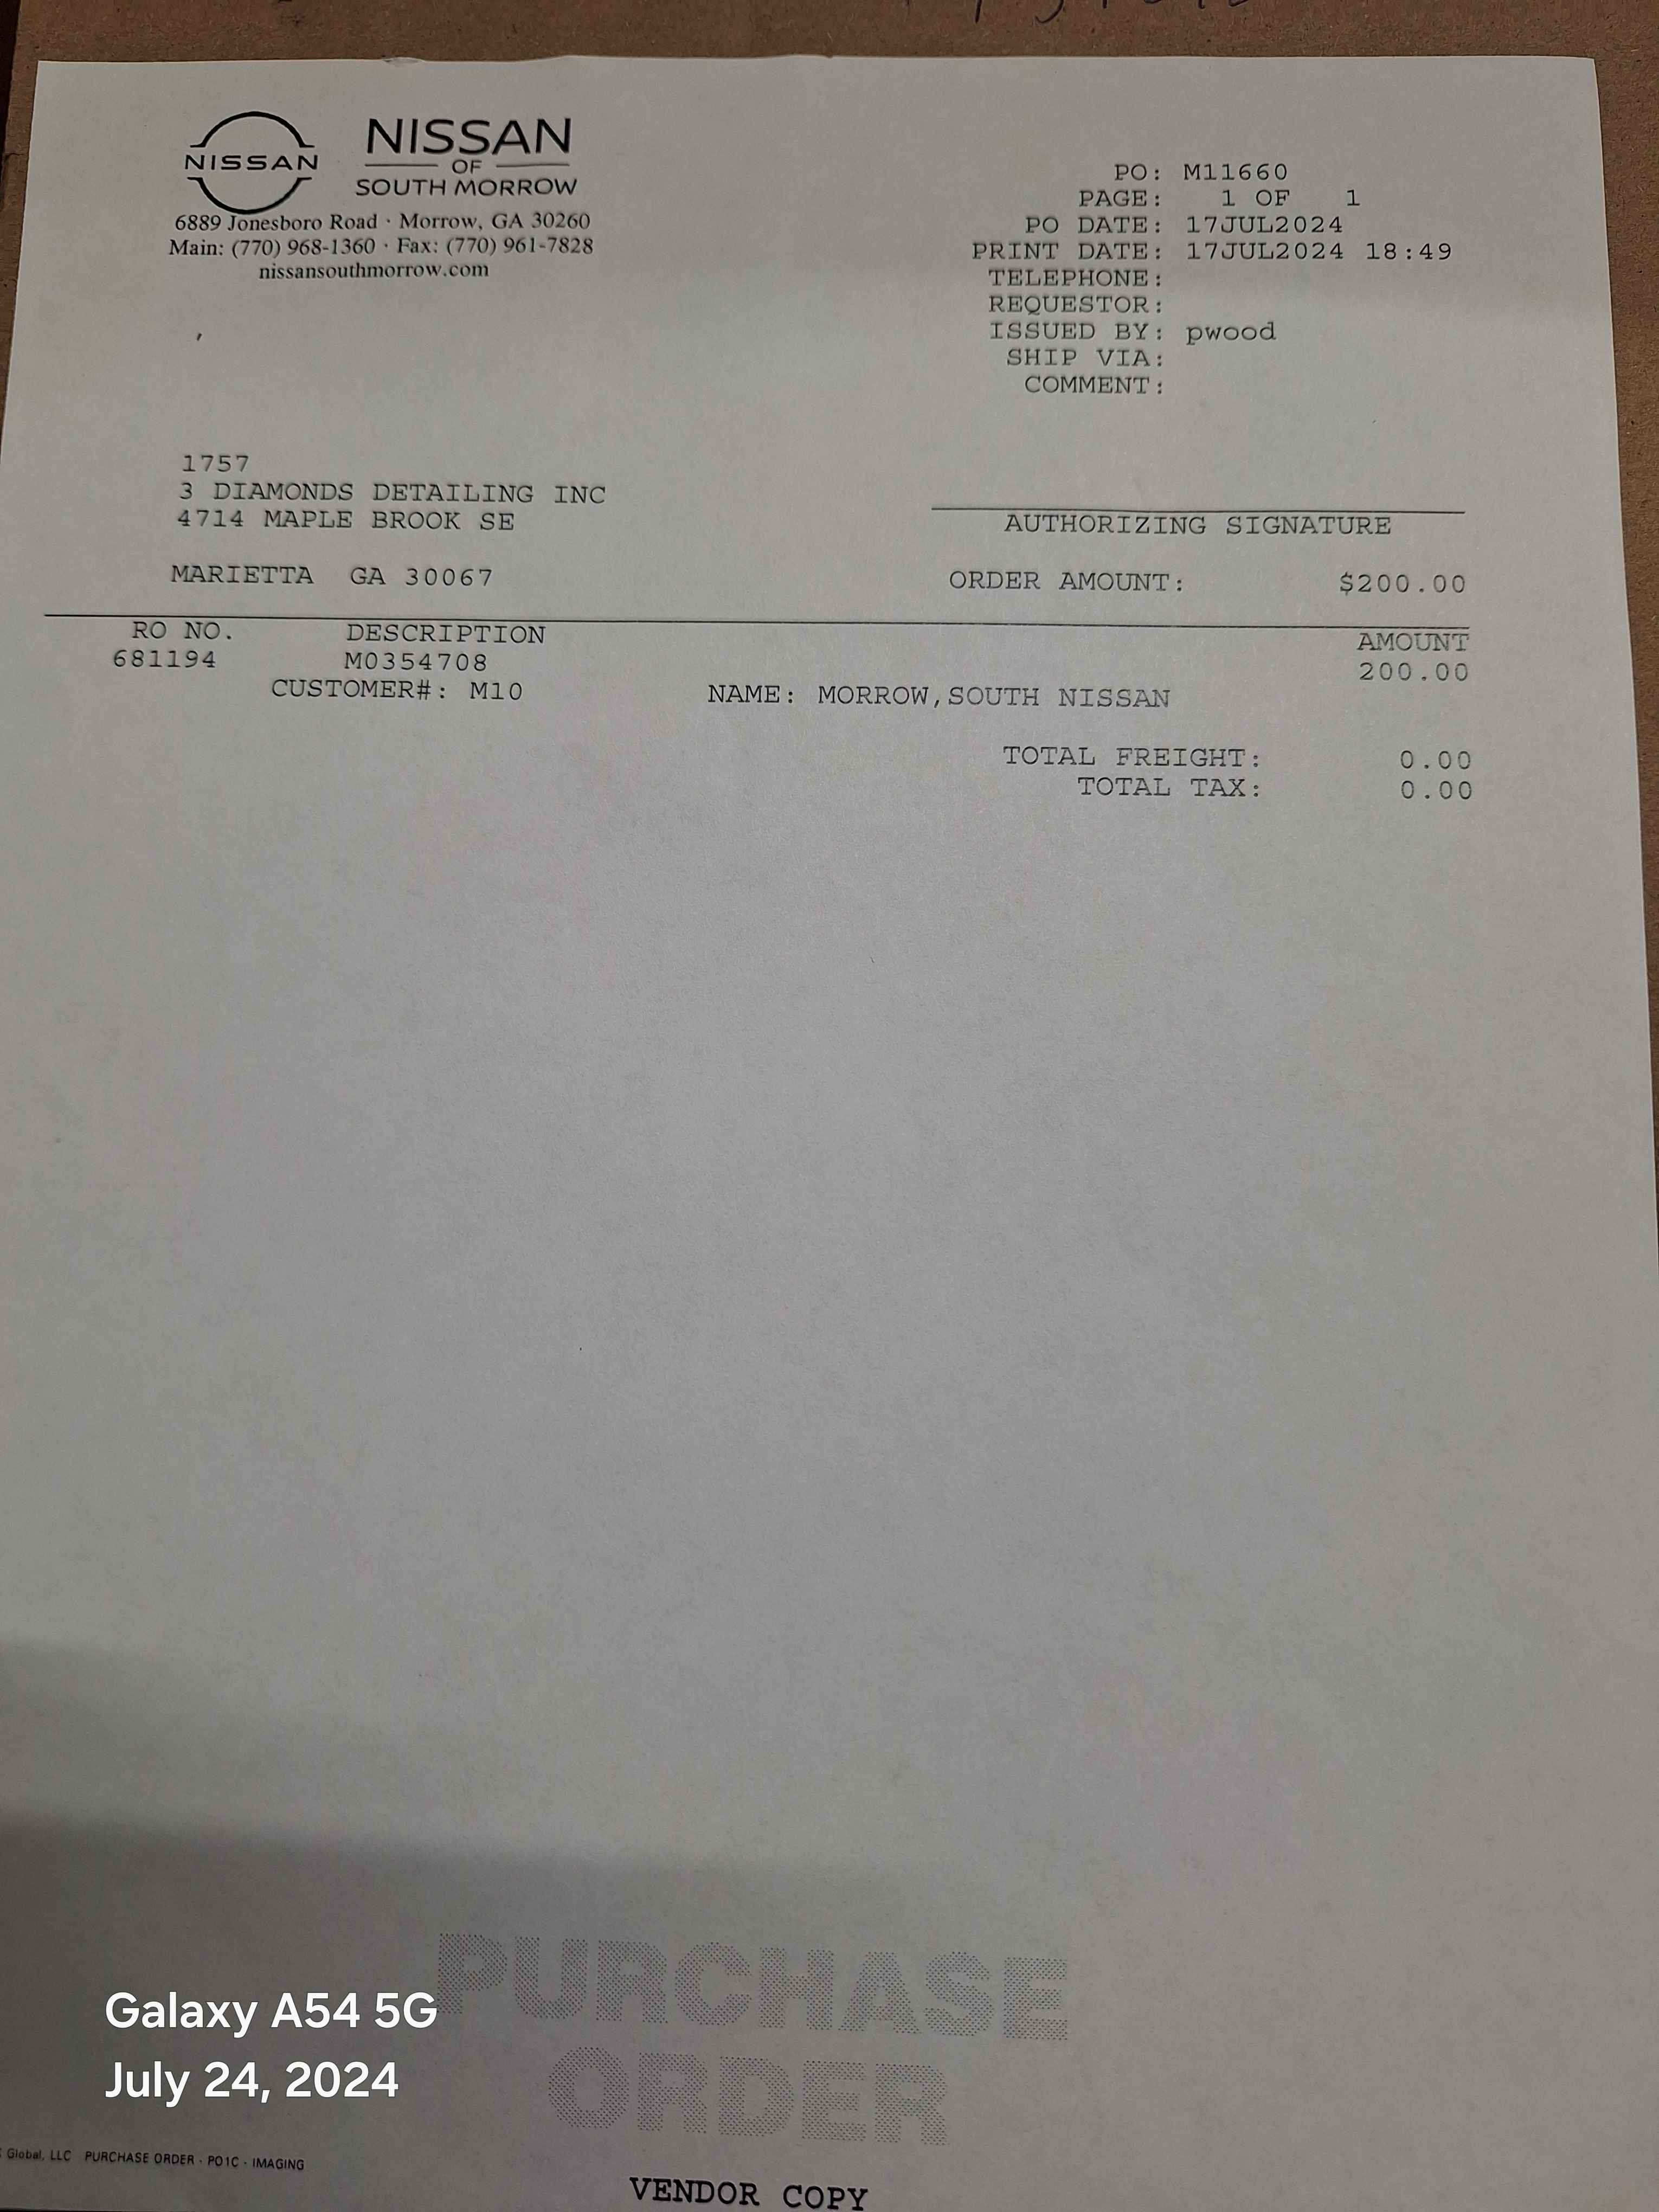 NISSAN
NISSAN
OF
SOUTH MORROW
6889 Jonesboro Road · Morrow, GA 30260
Main: (770) 968-1360 · Fax: (770) 961-7828
nissansouthmorrow.com
PO: M11660
PAGE: 1 OF 1
PO DATE: 17JUL2024
PRINT DATE: 17JUL2024 18:49
TELEPHONE:
REQUESTOR:
ISSUED BY: pwood
SHIP VIA:
COMMENT:
1757
3 DIAMONDS DETAILING INC
4714 MAPLE BROOK SE
MARIETTA GA 30067
AUTHORIZING SIGNATURE
ORDER AMOUNT: $200.00
RO NO. DESCRIPTION AMOUNT
681194 M0354708 200.00
CUSTOMER#: M10 NAME: MORROW,SOUTH NISSAN
TOTAL FREIGHT: 0.00
TOTAL TAX: 0.00
PURCHASE
ORDER
Galaxy A54 5G
July 24, 2024
Global, LLC PURCHASE ORDER · PO1C · IMAGING
VENDOR COPY